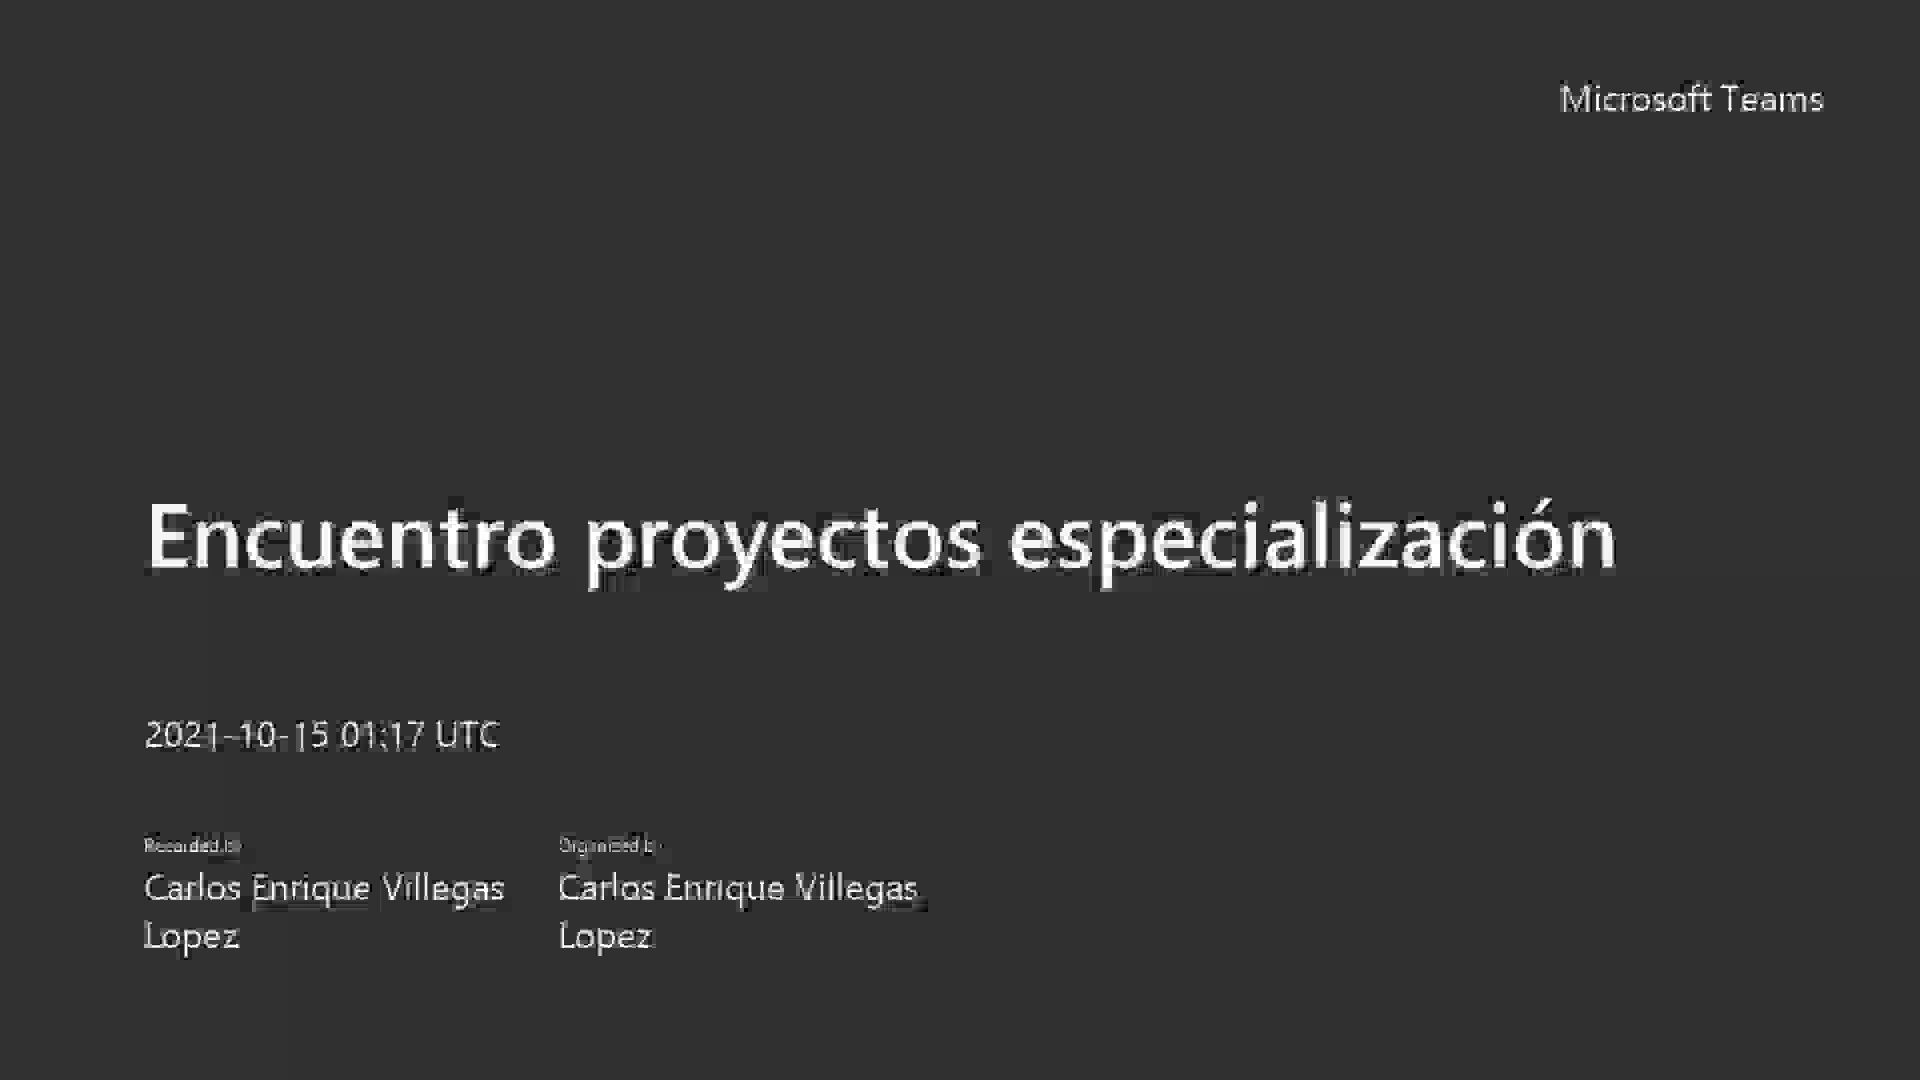 Microsoft Teams
Encuentro proyectos especialización
2021-10-15 01:17 UTC
Recorded by
Organized by
Carlos Enrique Villegas
Lopez
Carlos Enrique Villegas
Lopez